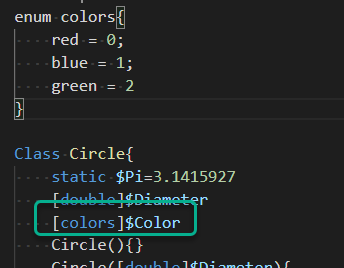 enum colors{
red = 0;
blue = 1;
green = 2
}
Class Circle{
static $Pi=3.1415927
[double]$Diameter
[colors]$Color
Circle(){}
Circle([double]$Diameter){